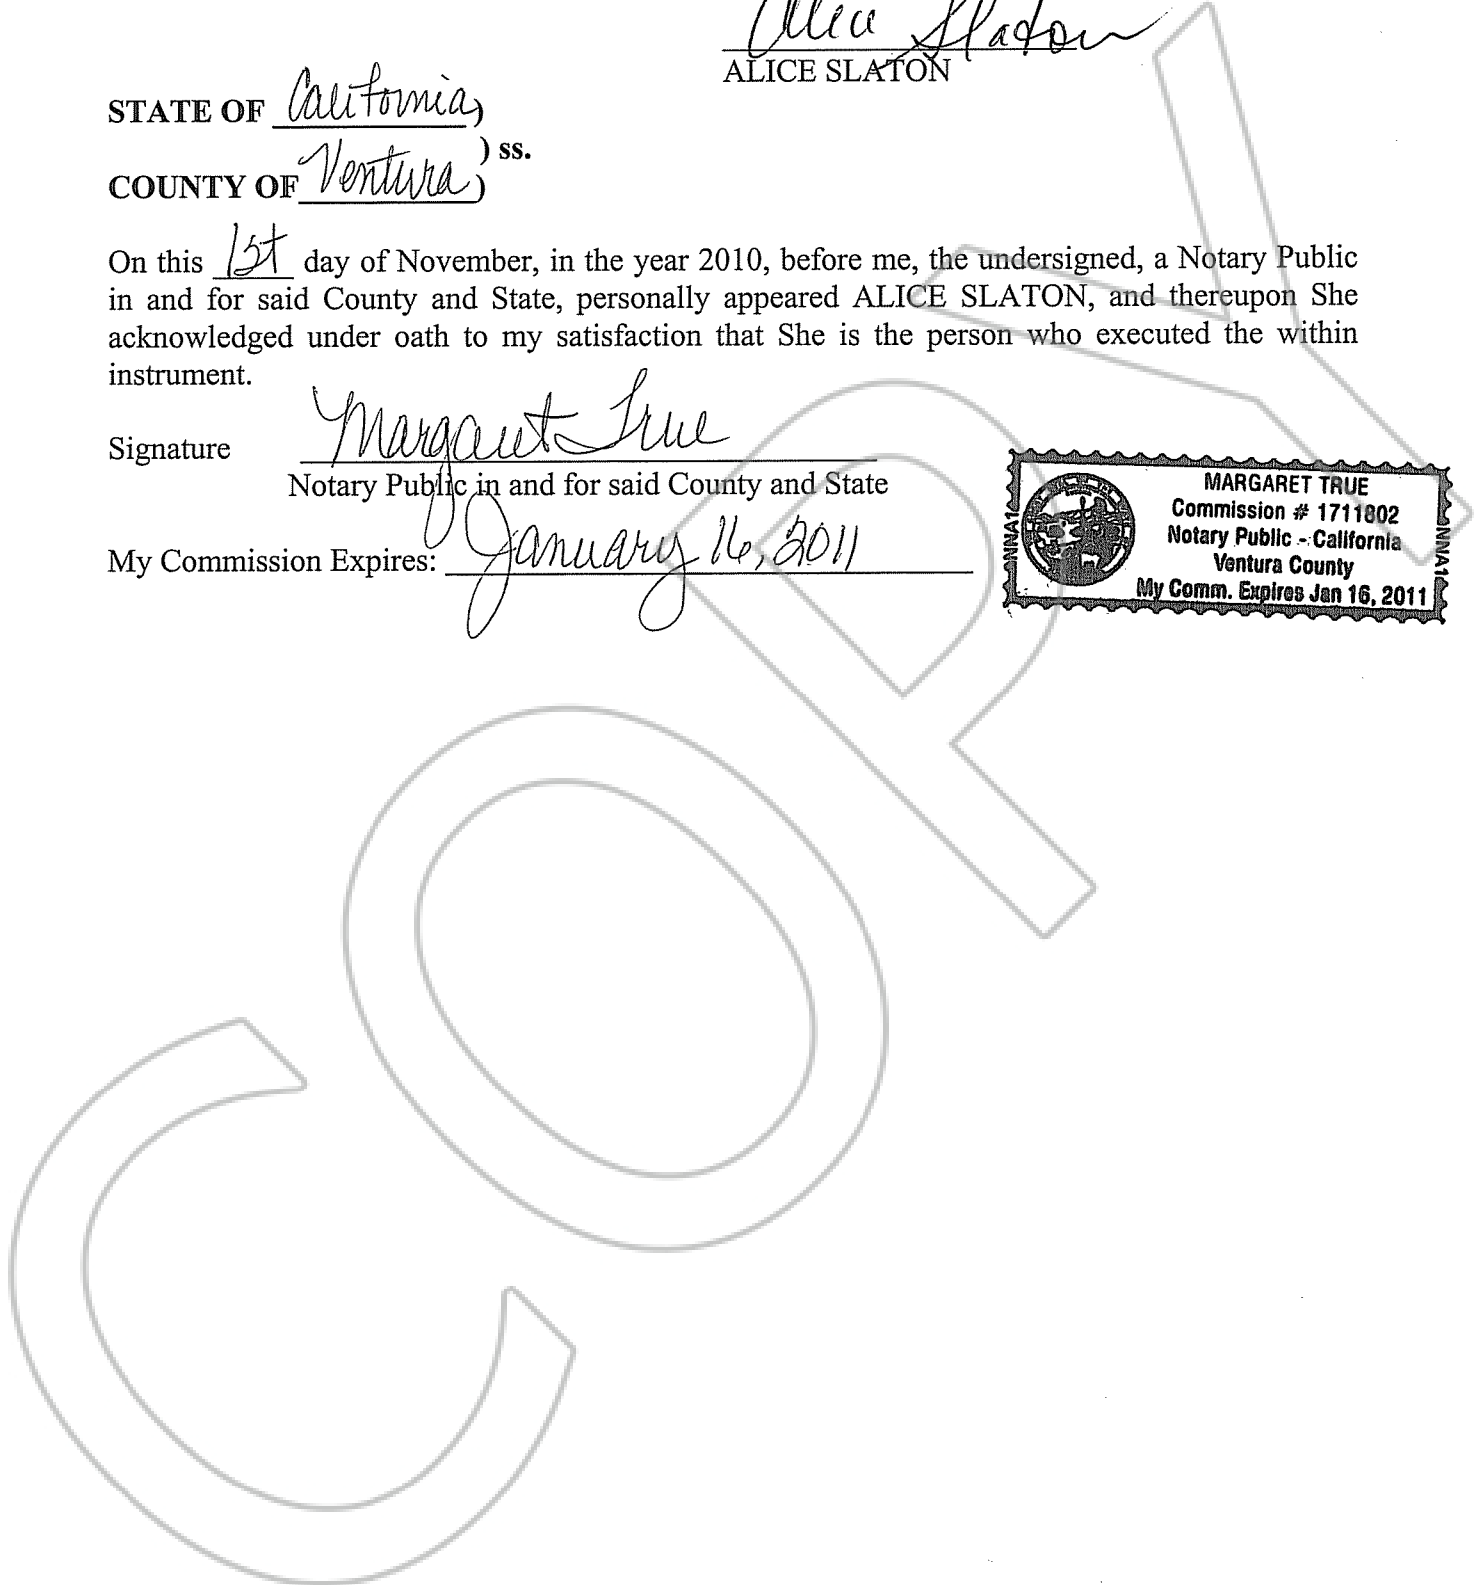 Alice Slaton
ALICE SLATON
STATE OF California )
) ss.
COUNTY OF Ventura )
On this 1st day of November, in the year 2010, before me, the undersigned, a Notary Public
in and for said County and State, personally appeared ALICE SLATON, and thereupon She
acknowledged under oath to my satisfaction that She is the person who executed the within
instrument.
Signature Margaret True
Notary Public in and for said County and State
My Commission Expires: January 16, 2011
MARGARET TRUE
Commission # 1711802
Notary Public - California
Ventura County
My Comm. Expires Jan 16, 2011
NNA1
NNA1
COPY